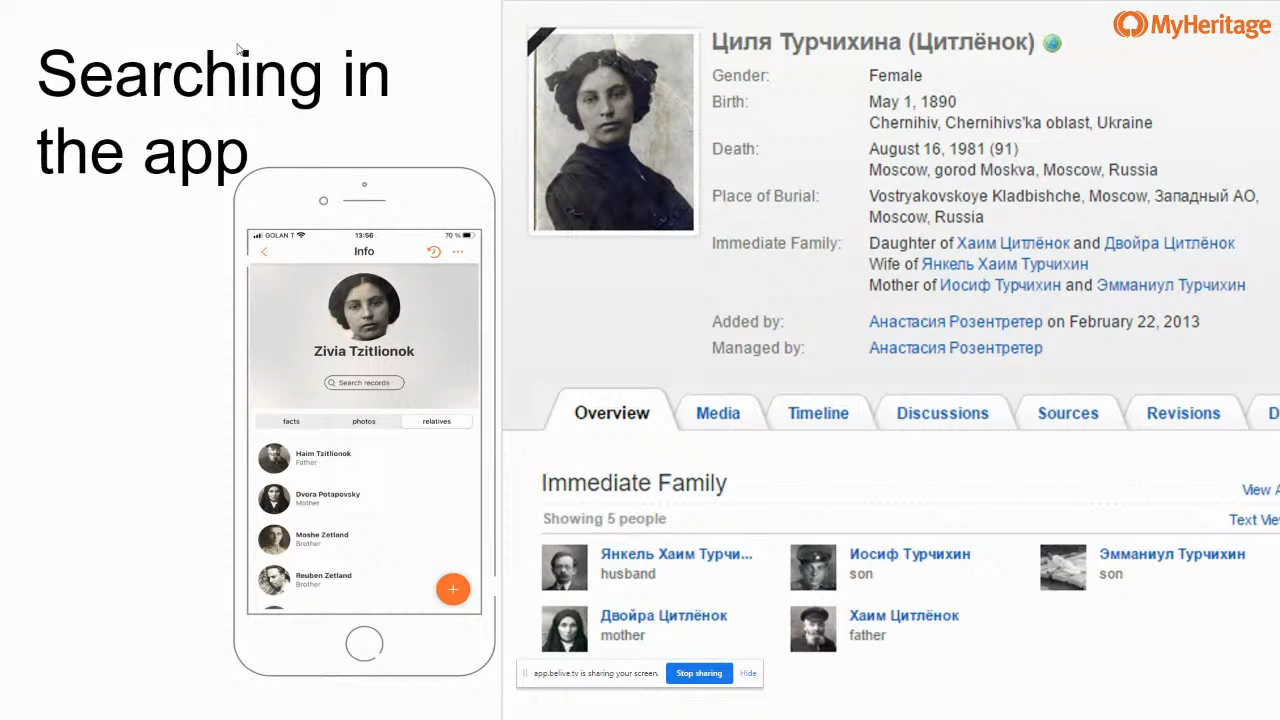 Searching in
the app
GOLAN T
13:56
70 %
Info
Zivia Tzitlionok
Search records
facts
photos
relatives
Haim Tzitlionok
Father
Dvora Potapovsky
Mother
Moshe Zetland
Brother
Reuben Zetland
Brother
+
MyHeritage
Циля Турчихина (Цитлёнок)
Gender: Female
Birth: May 1, 1890
Chernihiv, Chernihivs'ka oblast, Ukraine
Death: August 16, 1981 (91)
Moscow, gorod Moskva, Moscow, Russia
Place of Burial: Vostryakovskoye Kladbishche, Moscow, Западный АО,
Moscow, Russia
Immediate Family: Daughter of Хаим Цитлёнок and Двойра Цитлёнок
Wife of Янкель Хаим Турчихин
Mother of Иосиф Турчихин and Эммануил Турчихин
Added by: Анастасия Розентретер on February 22, 2013
Managed by: Анастасия Розентретер
Overview Media Timeline Discussions Sources Revisions D
Immediate Family
View A
Showing 5 people
Text Vie
Янкель Хаим Турчи...
husband
Иосиф Турчихин
son
Эммануил Турчихин
son
Двойра Цитлёнок
mother
Хаим Цитлёнок
father
app.belive.tv is sharing your screen. Stop sharing Hide